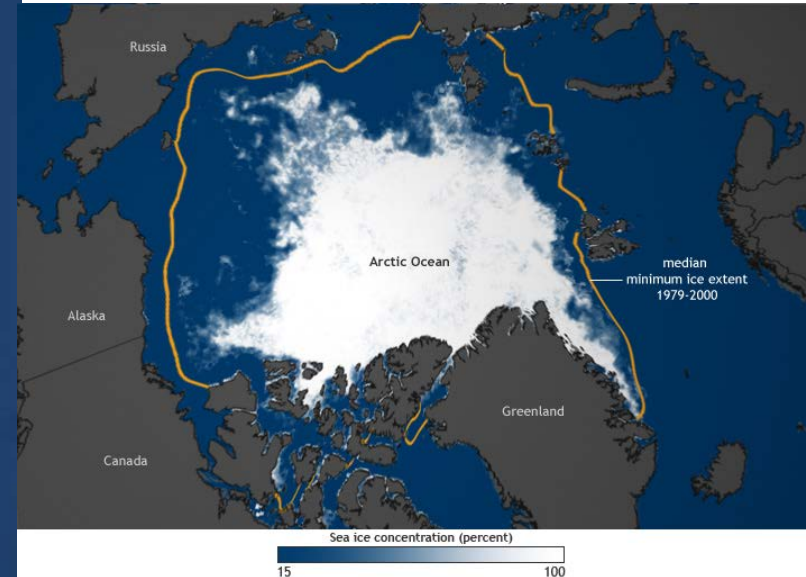 Russia
Arctic Ocean
median
minimum ice extent
1979-2000
Alaska
Greenland
Canada
Sea ice concentration (percent)
15 100